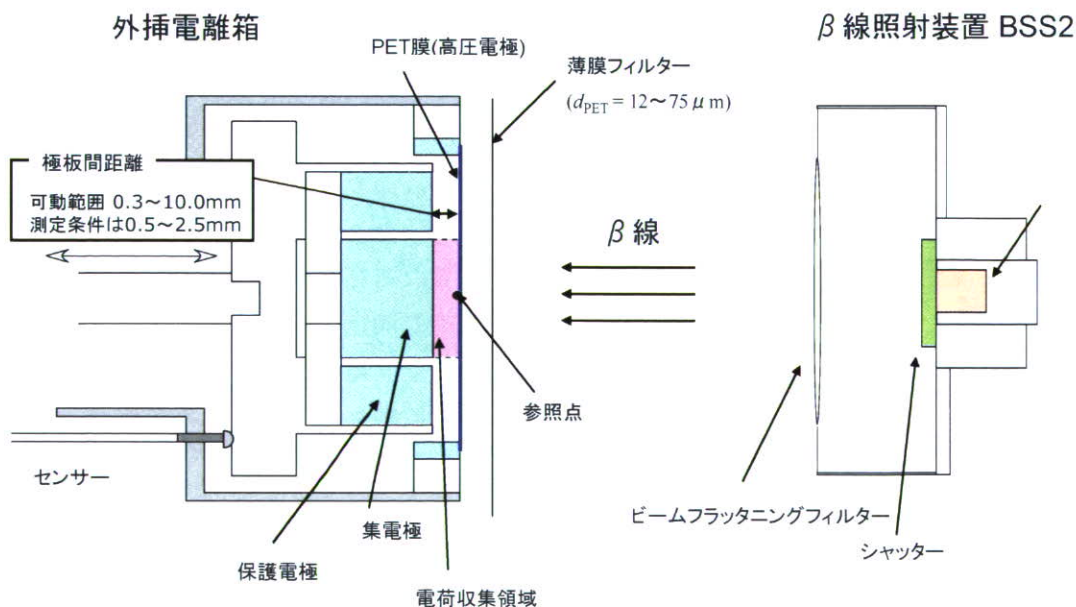 外挿電離箱
β線照射装置 BSS2
PET膜(高圧電極)
薄膜フィルター
(dPET = 12～75μm)
極板間距離
可動範囲 0.3～10.0mm
測定条件は0.5～2.5mm
β線
参照点
センサー
集電極
保護電極
電荷収集領域
ビームフラッタニングフィルター
シャッター